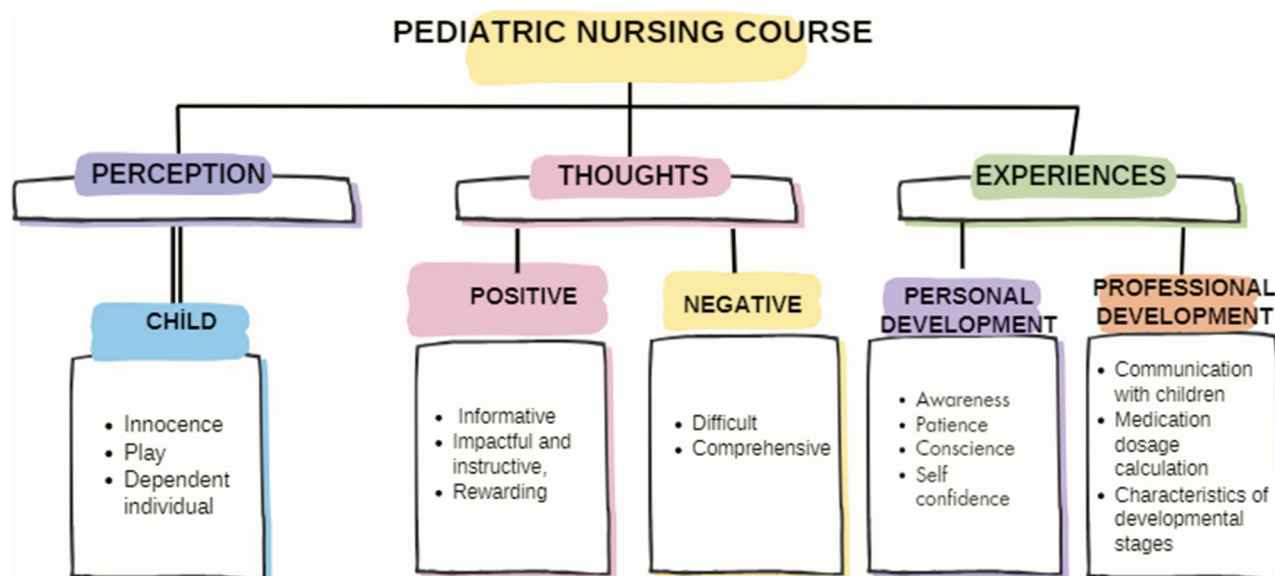 PEDIATRIC NURSING COURSE
PERCEPTION
CHİLD
• Innocence
• Play
• Dependent
individual
THOUGHTS
POSITIVE
• Informative
• Impactful and
instructive,
• Rewarding
NEGATIVE
• Difficult
• Comprehensive
EXPERIENCES
PERSONAL
DEVELOPMENT
• Awareness
• Patience
• Conscience
• Self
confidence
PROFESSIONAL
DEVELOPMENT
• Communication
with children
• Medication
dosage
calculation
• Characteristics of
developmental
stages